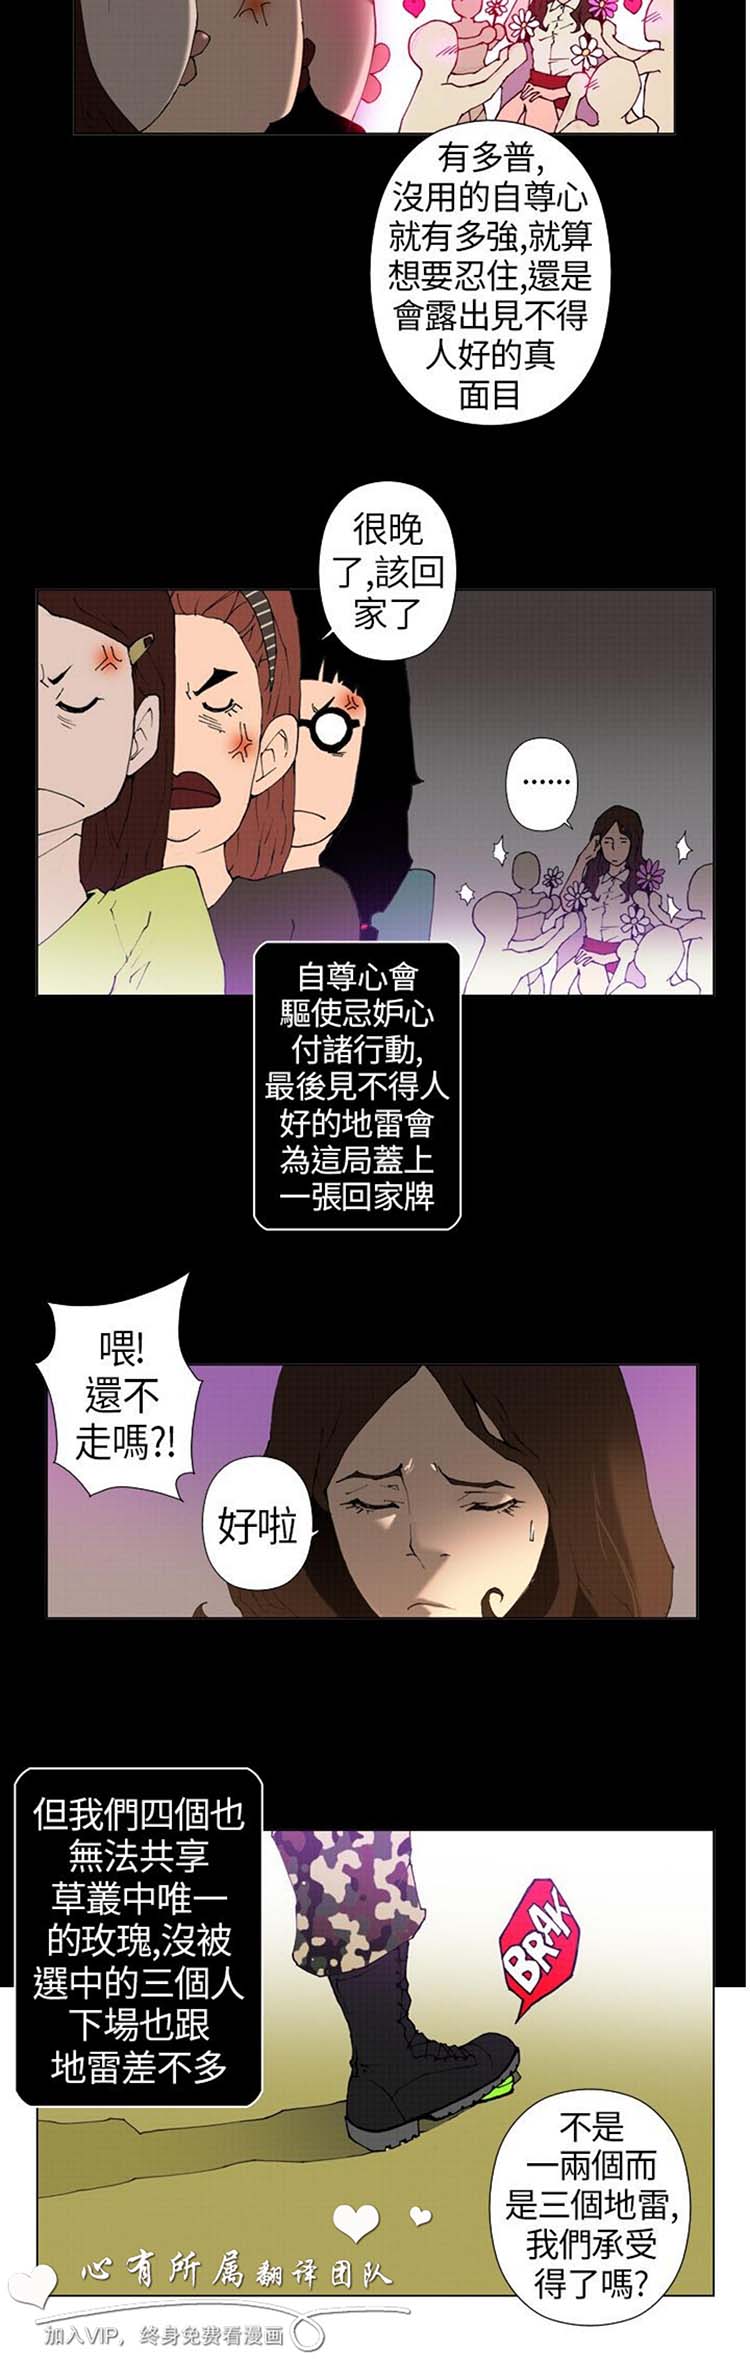 有多普,
沒用的自尊心
就有多強,就算
想要忍住,還是
會露出見不得
人好的真
面目
很晚
了,該回
家了
……
自尊心會
驅使忌妒心
付諸行動,
最後見不得人
好的地雷會
為這局蓋上
一張回家牌
喂!
還不
走嗎?!
好啦
但我們四個也
無法共享
草叢中唯一
的玫瑰,沒被
選中的三個人
下場也跟
地雷差不多
BRAK
不是
一兩個而
是三個地雷,
我們承受
得了嗎?
心有所属翻译团队
加入VIP，终身免费看漫画